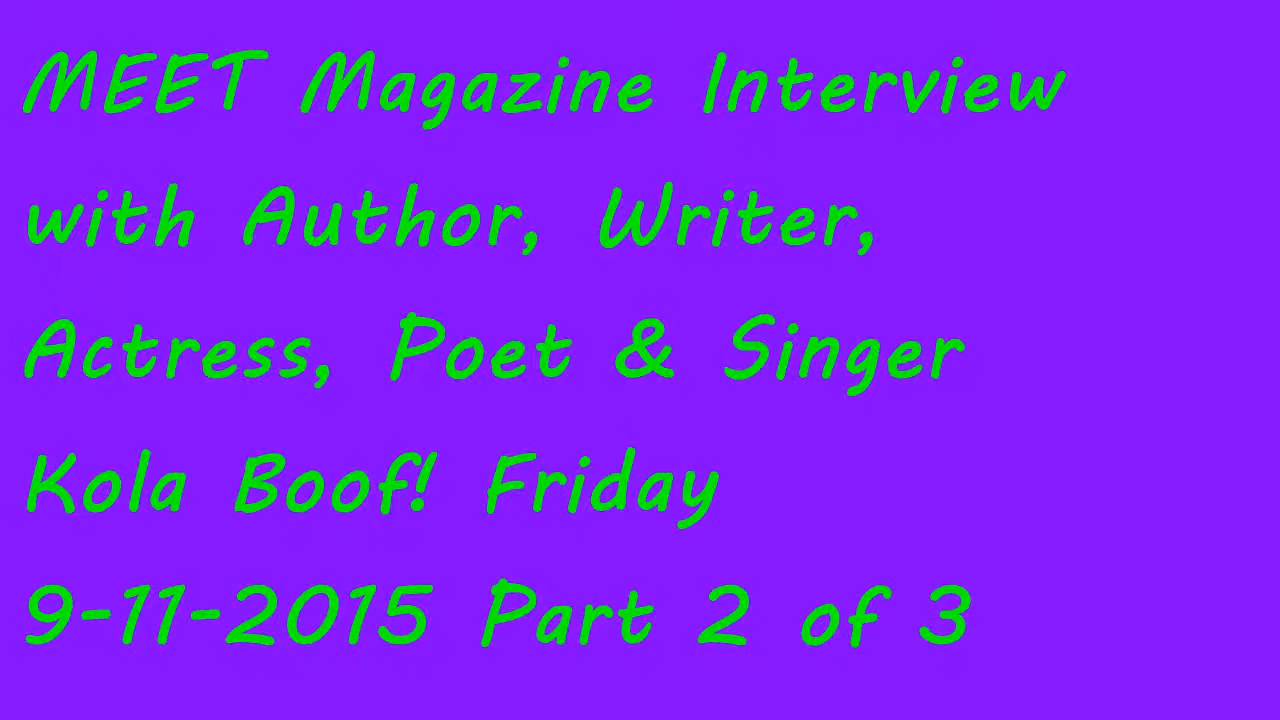 MEET Magazine Interview
with Author, Writer,
Actress, Poet & Singer
Kola Boof! Friday
9-11-2015 Part 2 of 3